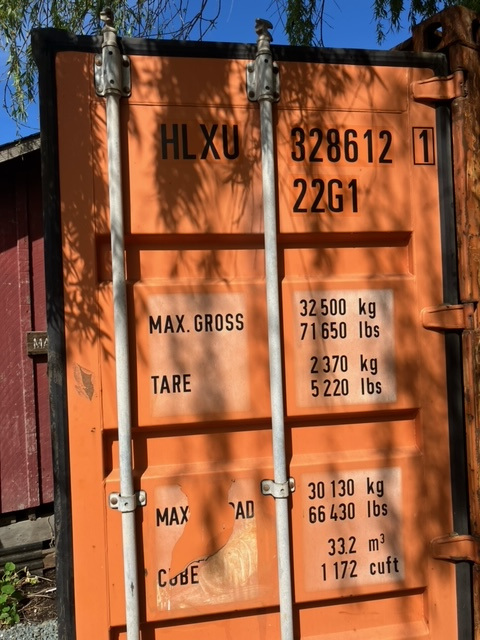 HLXU 328612 1
22G1
MAX. GROSS 32 500 kg
71 650 lbs
TARE 2 370 kg
5 220 lbs
MAX AD 30 130 kg
66 430 lbs
33.2 m³
CUBE 1 172 cuft
MA